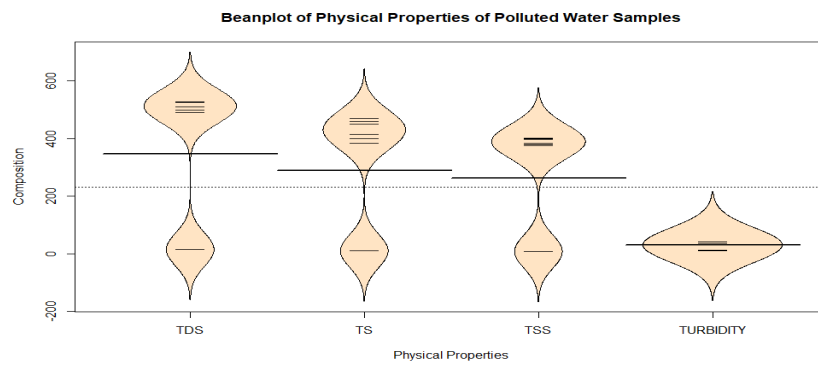 Beanplot of Physical Properties of Polluted Water Samples
Composition
600
400
200
0
-200
TDS TS TSS TURBIDITY
Physical Properties